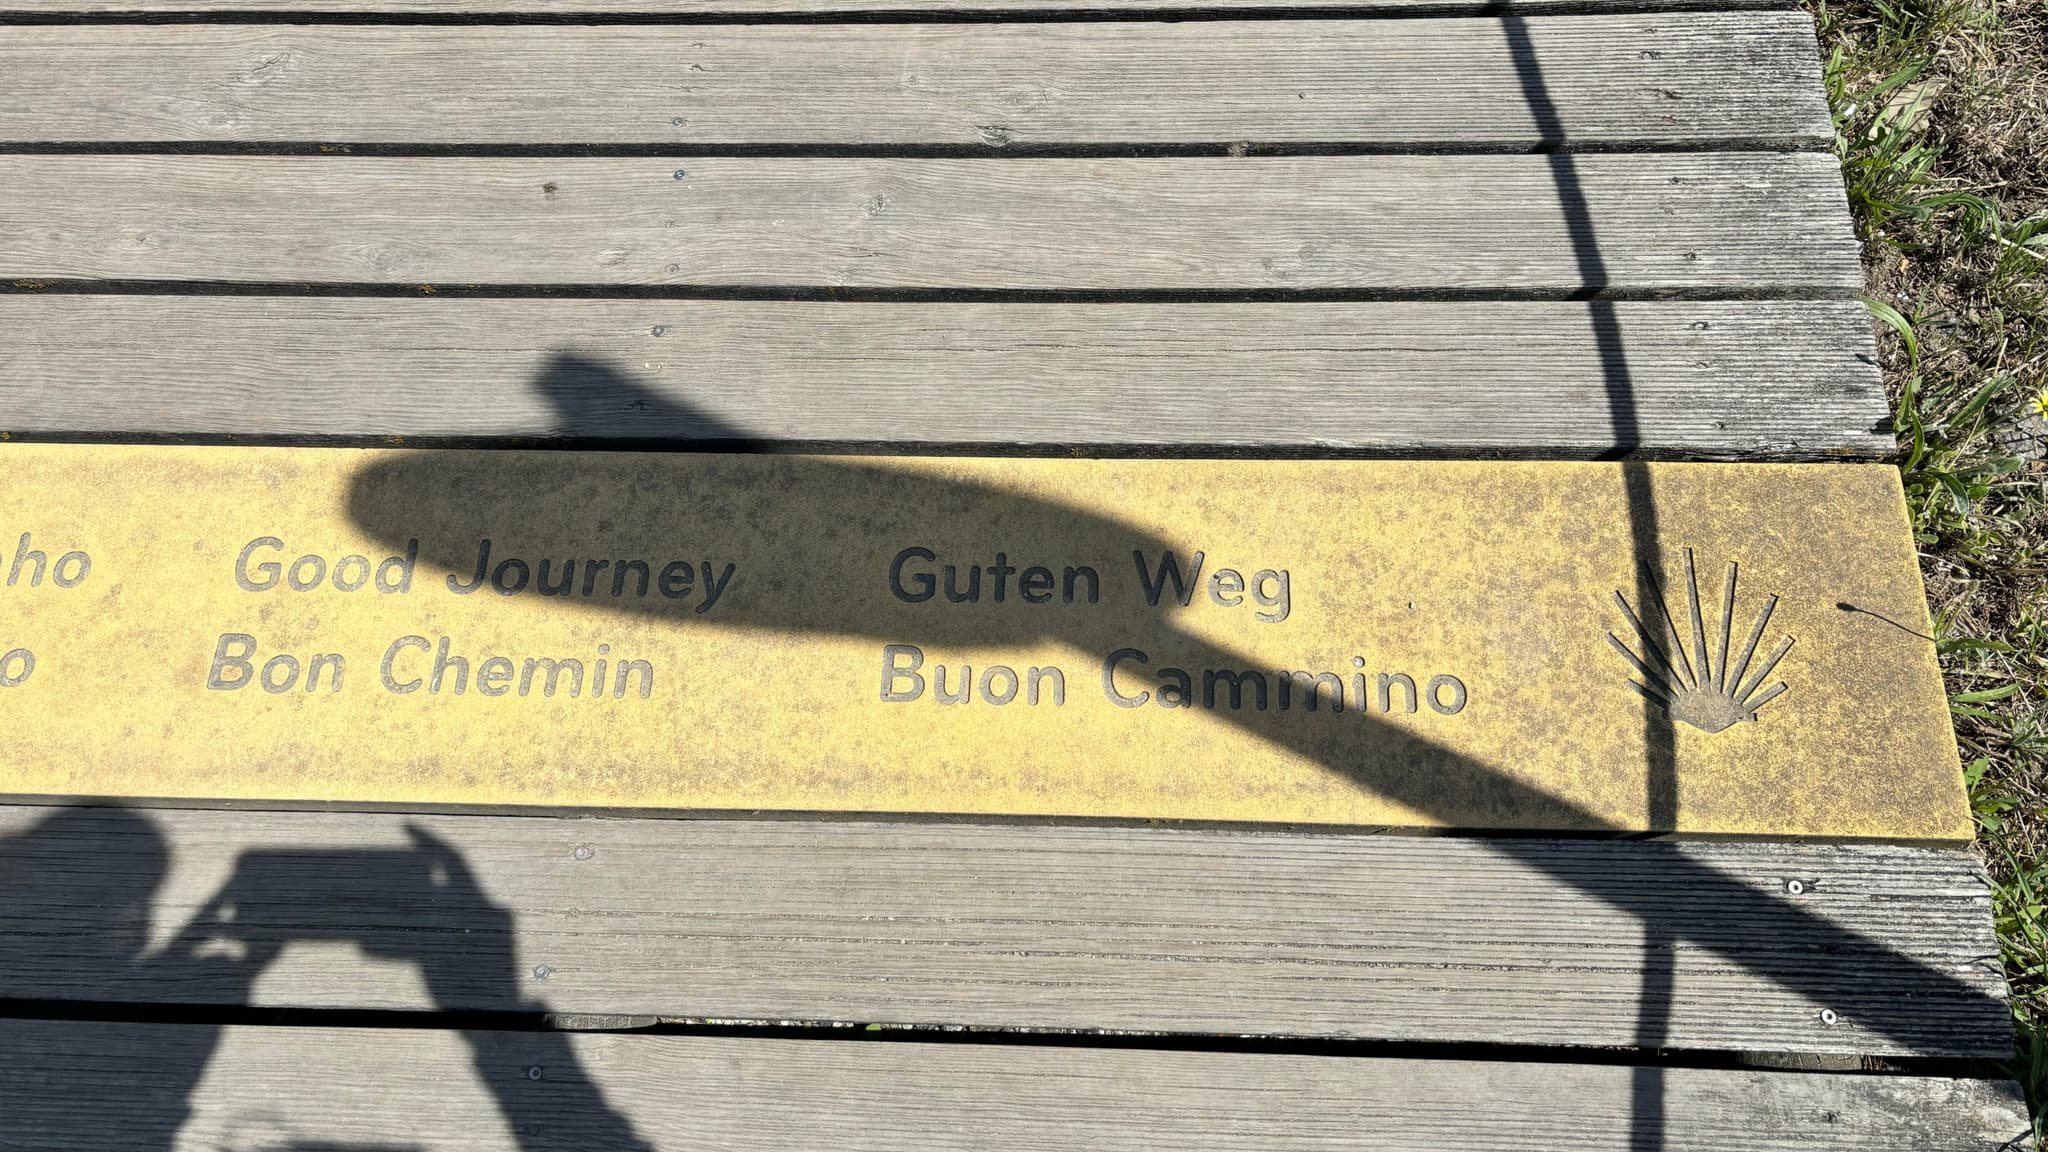 Good Journey Guten Weg
Bon Chemin Buon Cammino